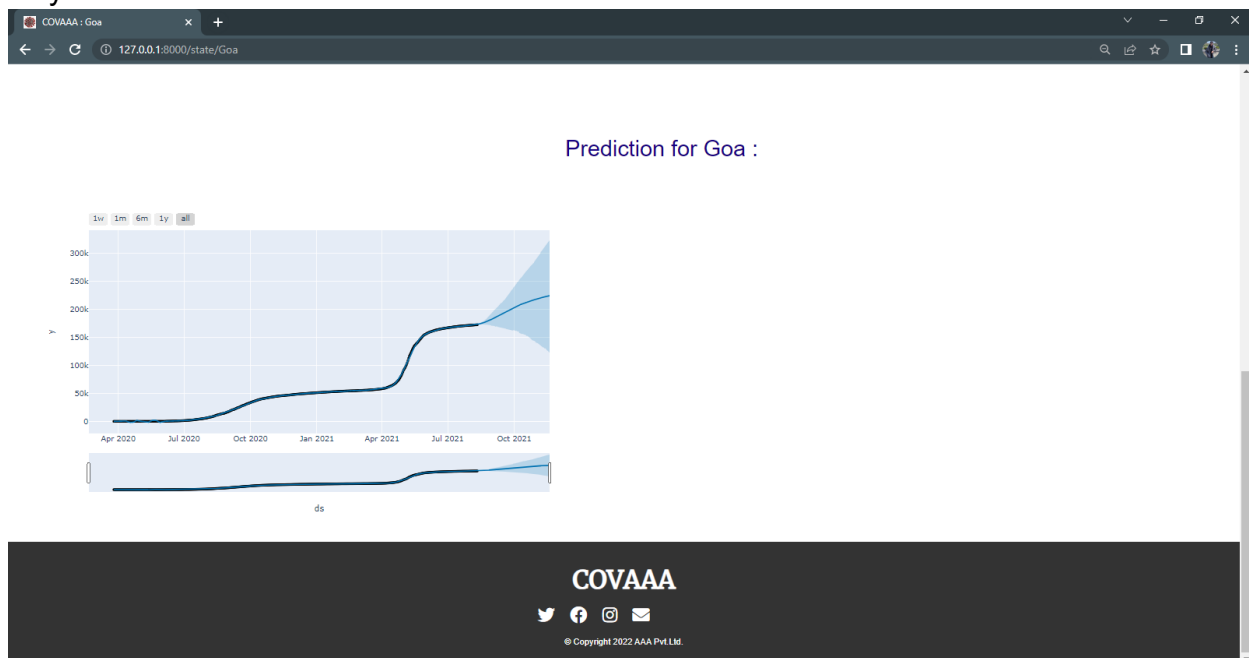 COVAAA : Goa
127.0.0.1:8000/state/Goa
Prediction for Goa :
1w 1m 6m 1y all
300k
250k
200k
150k
100k
50k
0
y
Apr 2020 Jul 2020 Oct 2020 Jan 2021 Apr 2021 Jul 2021 Oct 2021
ds
COVAAA
© Copyright 2022 AAA Pvt.Ltd.